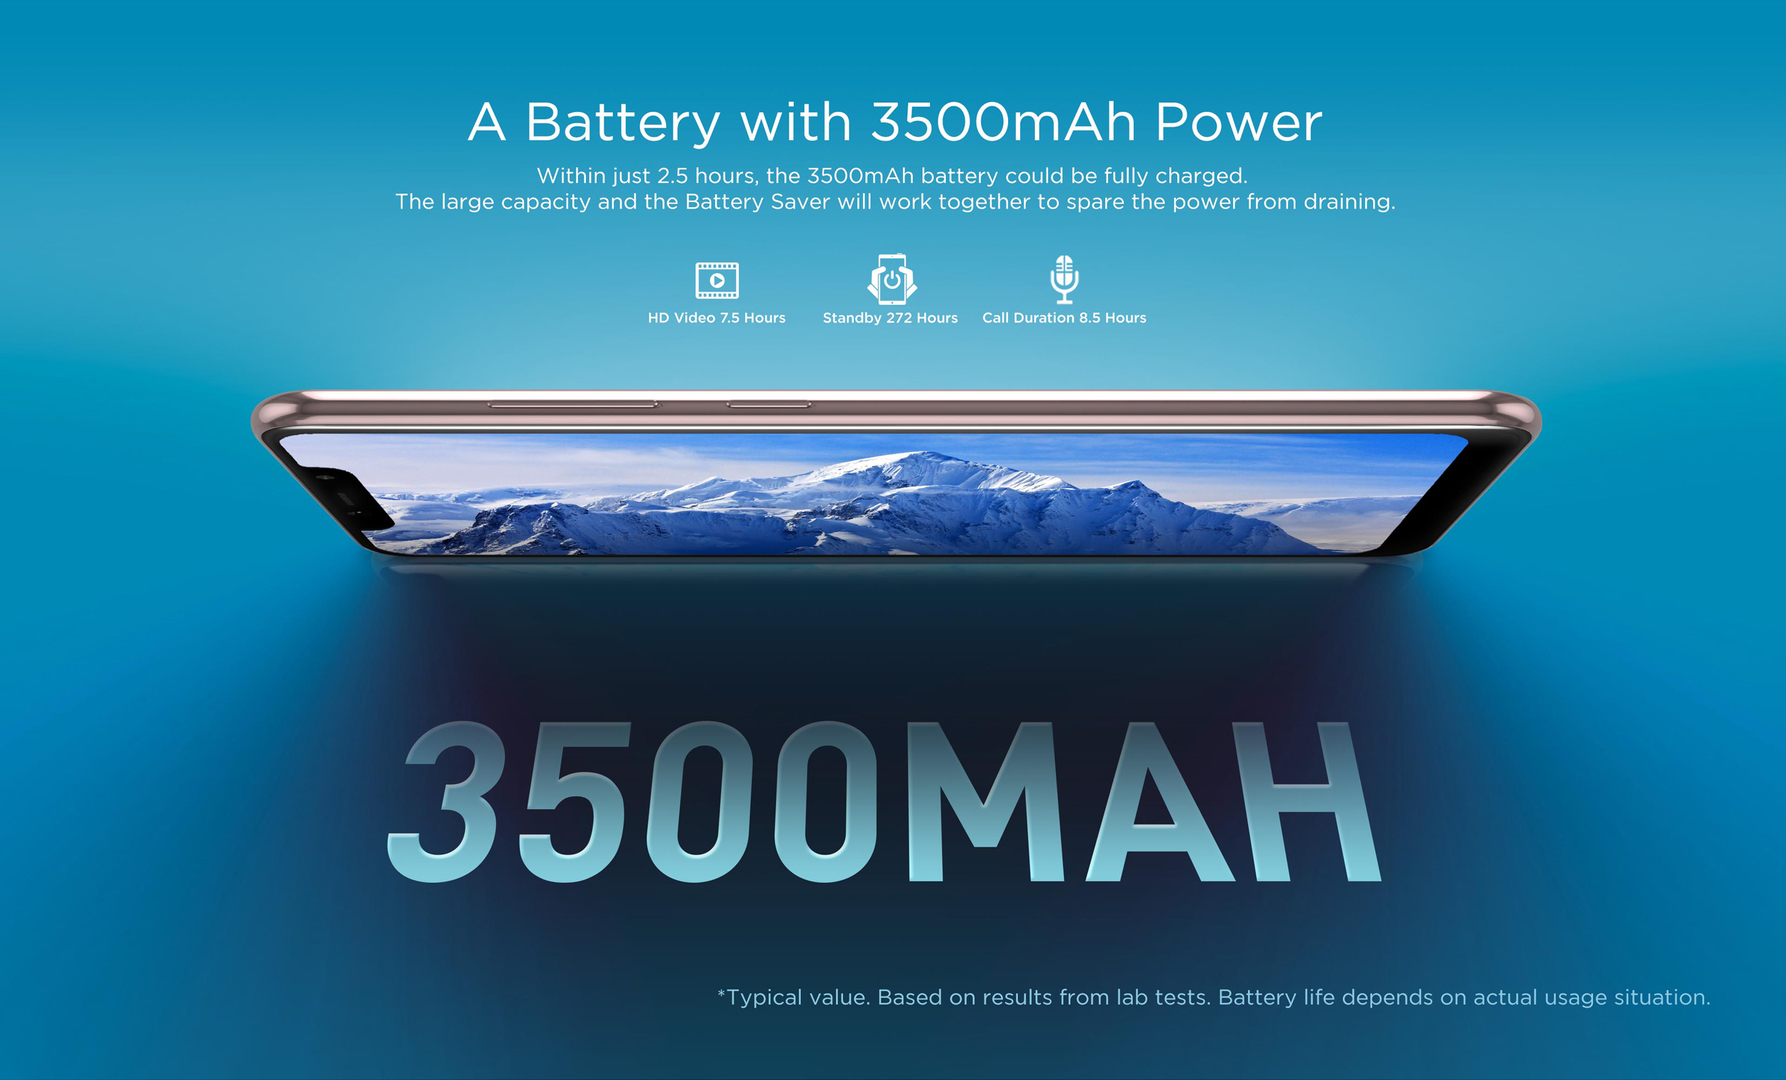 A Battery with 3500mAh Power
Within just 2.5 hours, the 3500mAh battery could be fully charged.
The large capacity and the Battery Saver will work together to spare the power from draining.
HD Video 7.5 Hours
Standby 272 Hours
Call Duration 8.5 Hours
3500MAH
*Typical value. Based on results from lab tests. Battery life depends on actual usage situation.